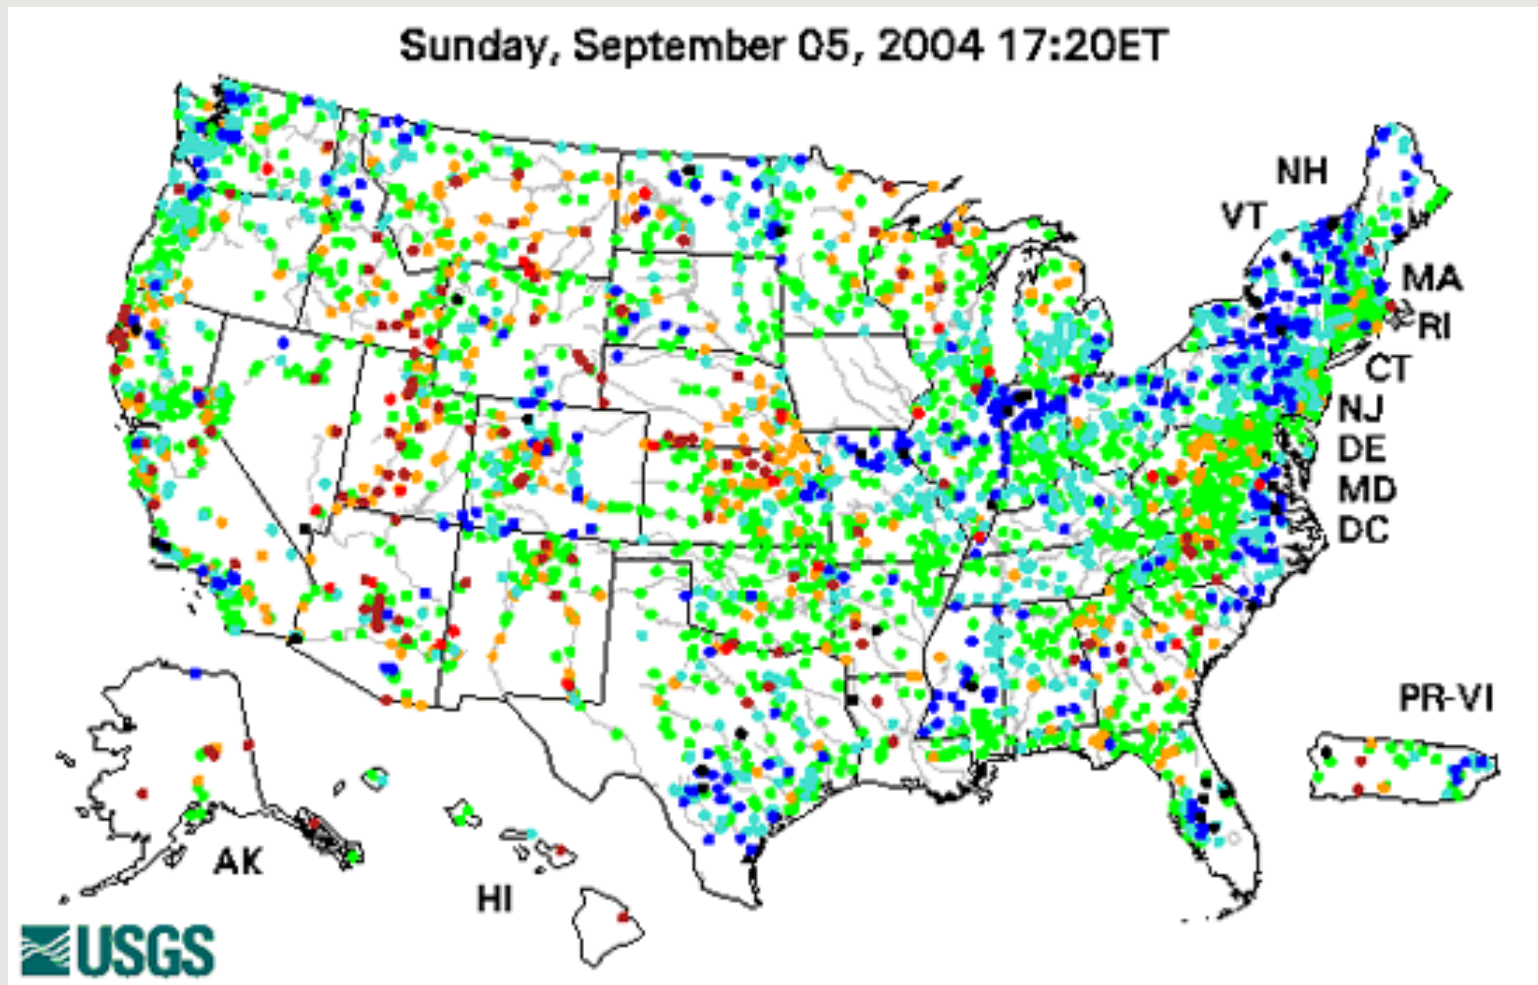 Sunday, September 05, 2004 17:20ET
NH
VT
MA
RI
CT
NJ
DE
MD
DC
PR-VI
AK
HI
USGS